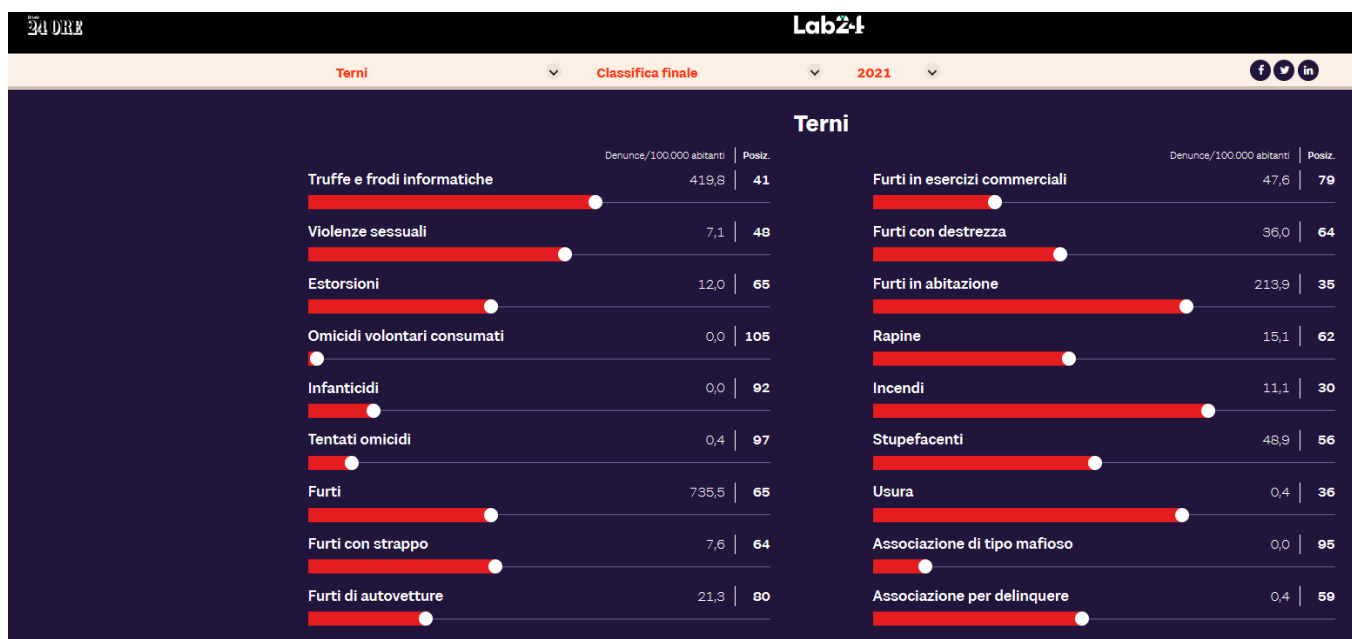 Il Sole
24 ORE
Lab24
Terni Classifica finale 2021
Terni
Denunce/100.000 abitanti Posiz.
Truffe e frodi informatiche 419,8 41
Violenze sessuali 7,1 48
Estorsioni 12,0 65
Omicidi volontari consumati 0,0 105
Infanticidi 0,0 92
Tentati omicidi 0,4 97
Furti 735,5 65
Furti con strappo 7,6 64
Furti di autovetture 21,3 80
Denunce/100.000 abitanti Posiz.
Furti in esercizi commerciali 47,6 79
Furti con destrezza 36,0 64
Furti in abitazione 213,9 35
Rapine 15,1 62
Incendi 11,1 30
Stupefacenti 48,9 56
Usura 0,4 36
Associazione di tipo mafioso 0,0 95
Associazione per delinquere 0,4 59